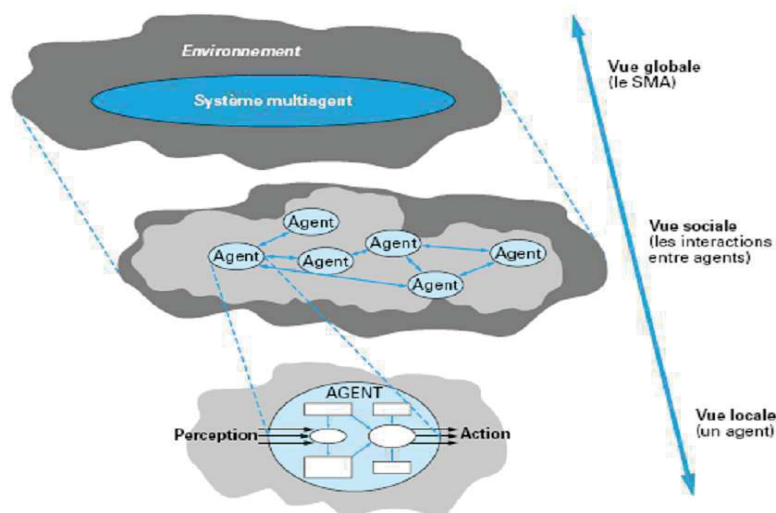 Environnement
Système multiagent
Vue globale
(le SMA)
Agent
Agent
Agent
Agent
Agent
Agent
Vue sociale
(les interactions
entre agents)
AGENT
Perception
Action
Vue locale
(un agent)